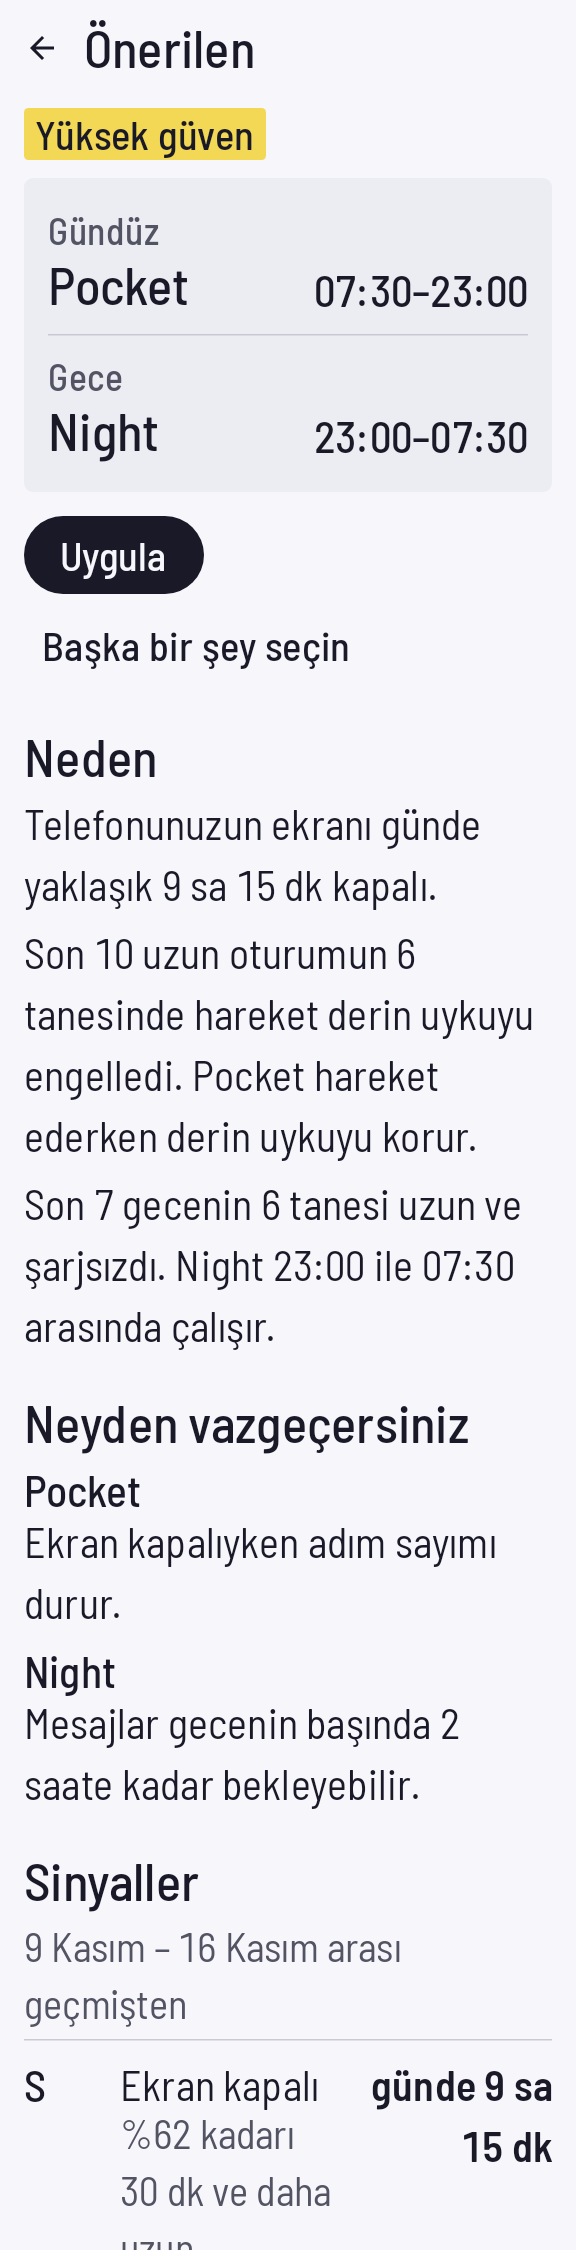 Önerilen
Yüksek güven
Gündüz
Pocket 07:30–23:00
Gece
Night 23:00–07:30
Uygula
Başka bir şey seçin
Neden
Telefonunuzun ekranı günde
yaklaşık 9 sa 15 dk kapalı.
Son 10 uzun oturumun 6
tanesinde hareket derin uykuyu
engelledi. Pocket hareket
ederken derin uykuyu korur.
Son 7 gecenin 6 tanesi uzun ve
şarjsızdı. Night 23:00 ile 07:30
arasında çalışır.
Neyden vazgeçersiniz
Pocket
Ekran kapalıyken adım sayımı
durur.
Night
Mesajlar gecenin başında 2
saate kadar bekleyebilir.
Sinyaller
9 Kasım – 16 Kasım arası
geçmişten
S Ekran kapalı günde 9 sa
%62 kadarı 15 dk
30 dk ve daha
uzun